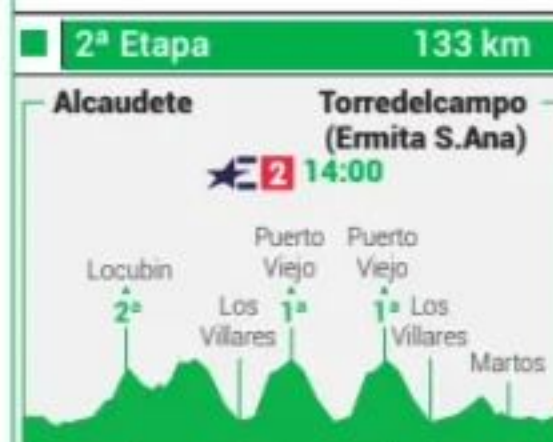 2ª Etapa 133 km
Alcaudete Torredelcampo
(Ermita S.Ana)
E 2 14:00
Puerto Puerto
Locubin Viejo Viejo
2ª Los 1ª 1ª Los
Villares Villares
Martos